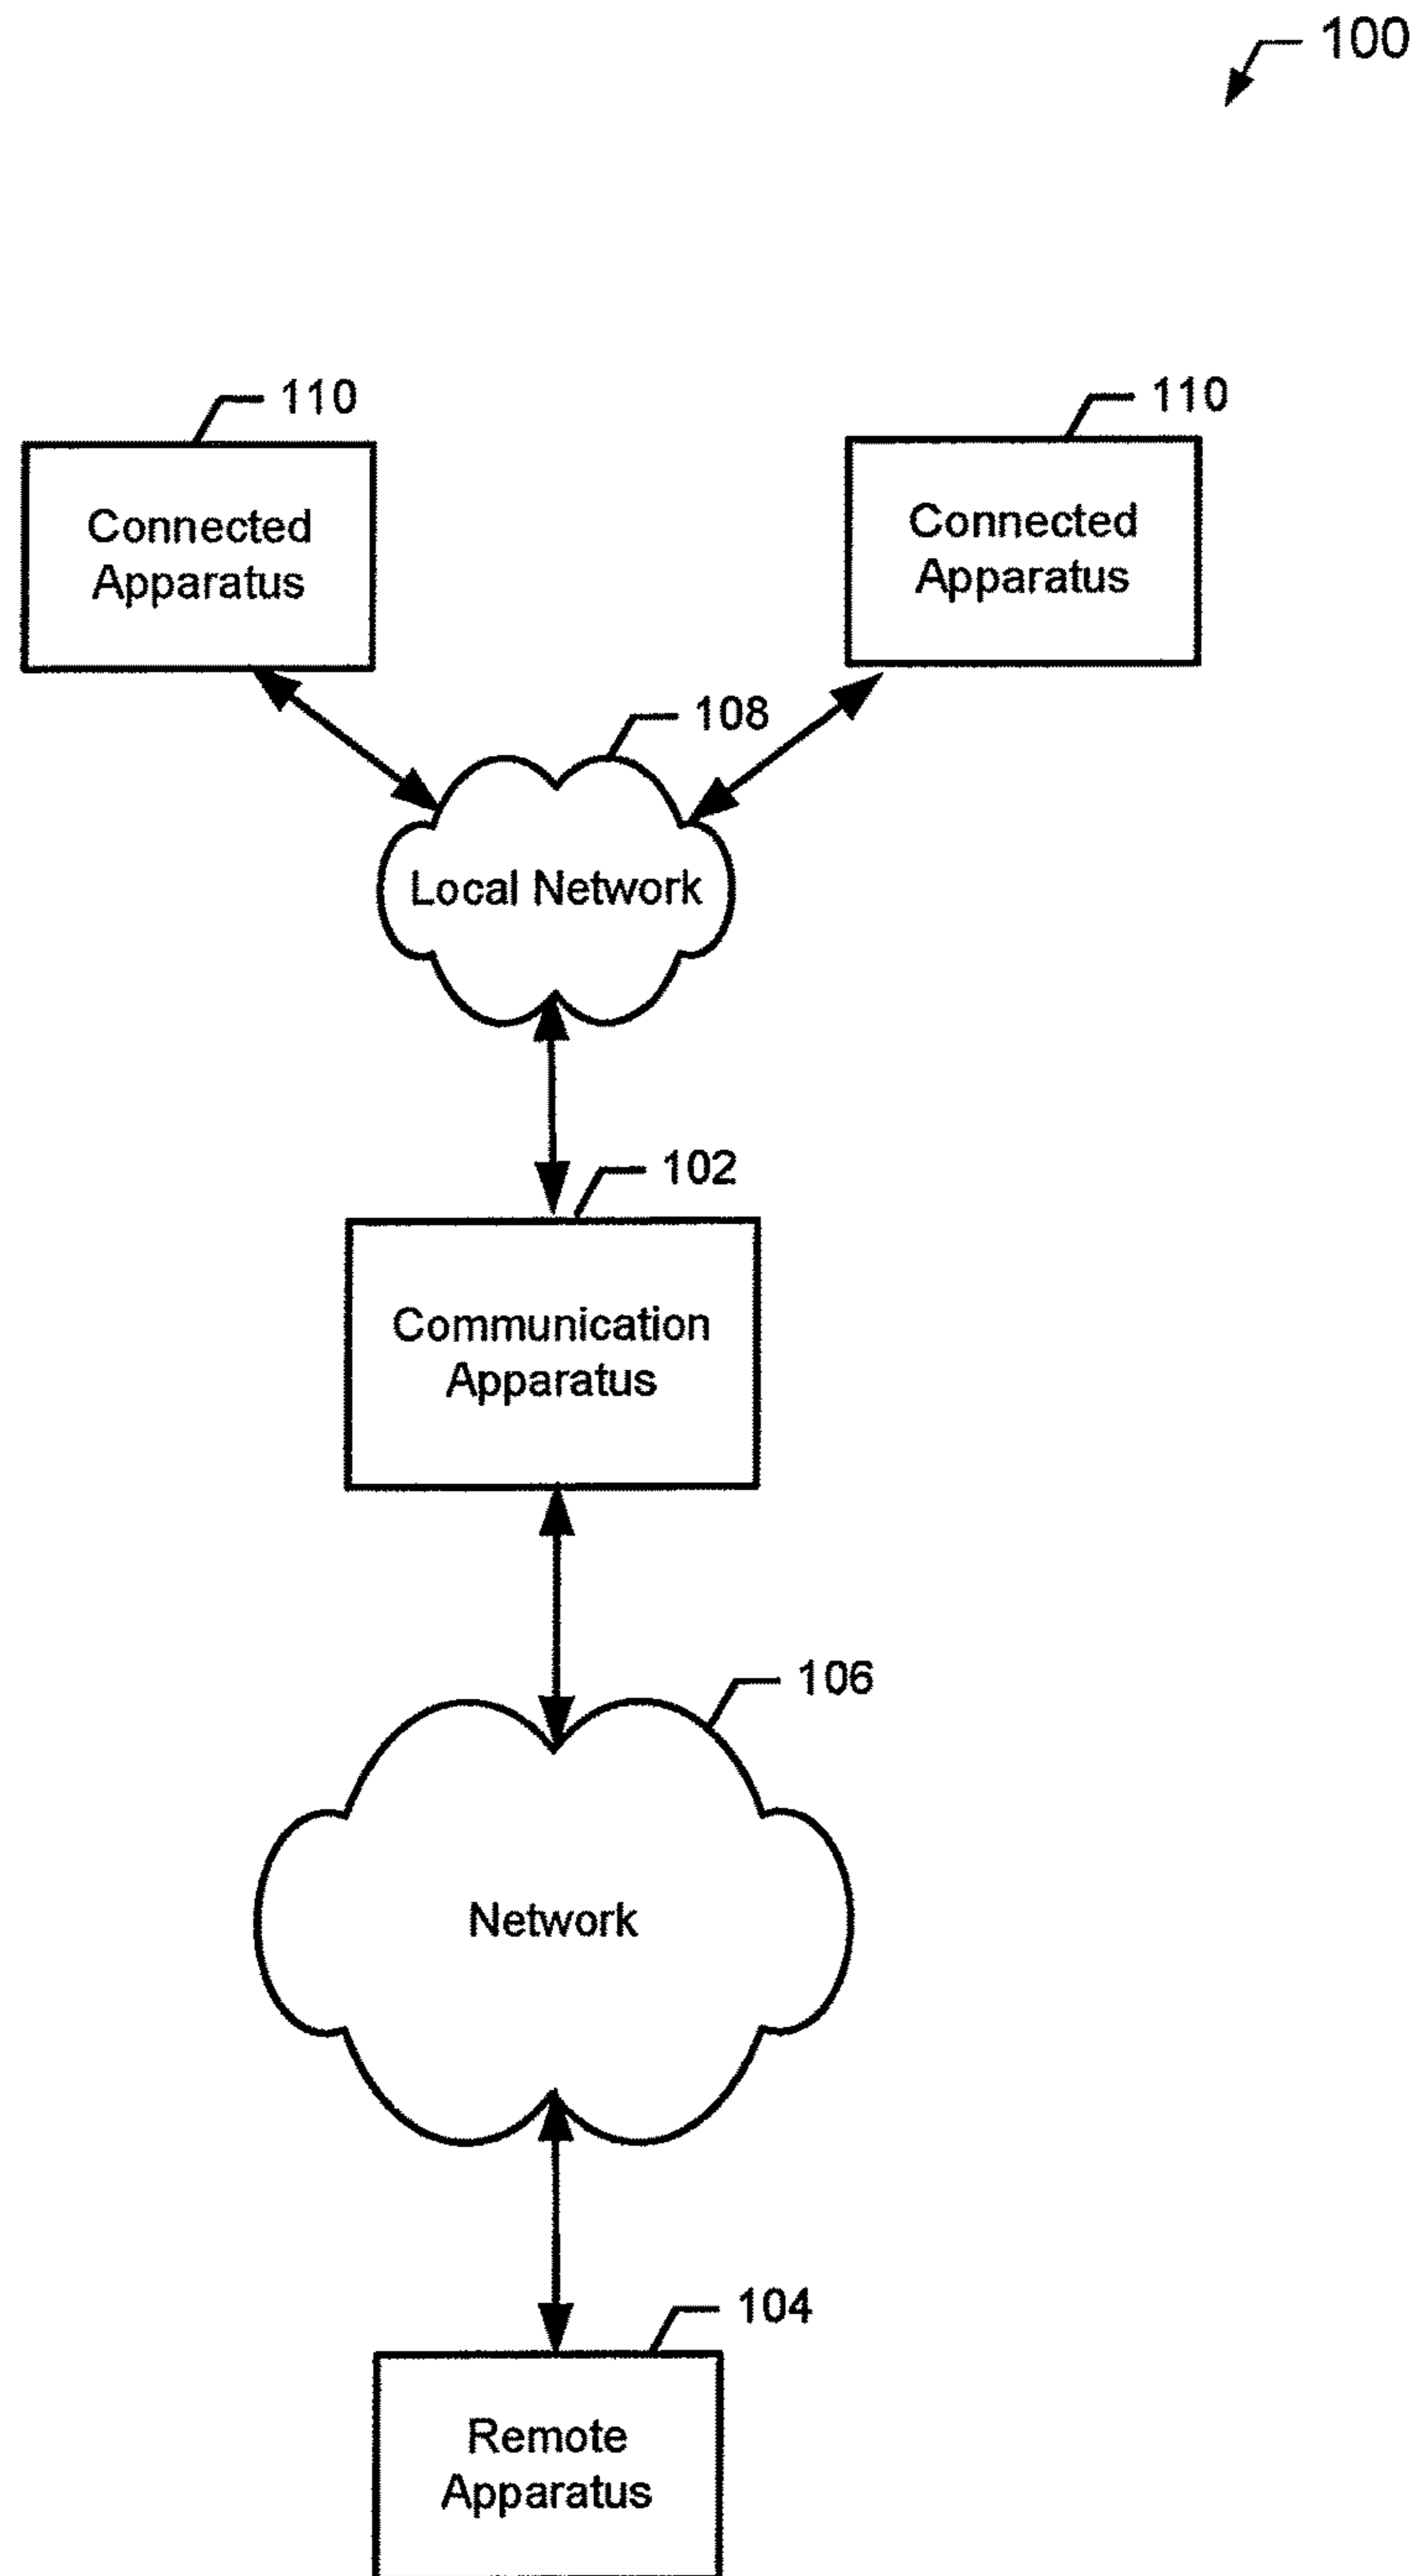 100
110
110
Connected
Apparatus
Connected
Apparatus
108
Local Network
102
Communication
Apparatus
106
Network
104
Remote
Apparatus